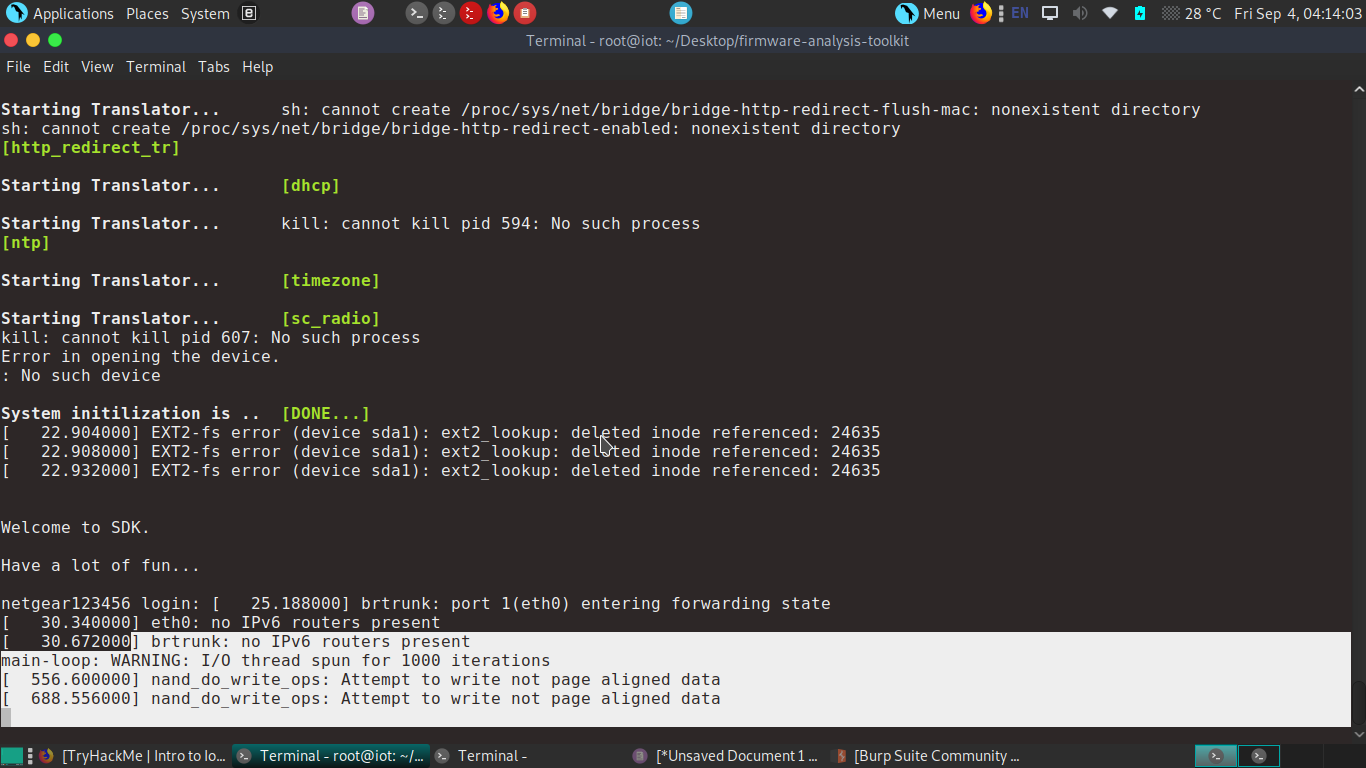 Applications Places System
Menu EN 28 °C Fri Sep 4, 04:14:03
Terminal - root@iot: ~/Desktop/firmware-analysis-toolkit
File Edit View Terminal Tabs Help
Starting Translator... sh: cannot create /proc/sys/net/bridge/bridge-http-redirect-flush-mac: nonexistent directory
sh: cannot create /proc/sys/net/bridge/bridge-http-redirect-enabled: nonexistent directory
[http_redirect_tr]
Starting Translator... [dhcp]
Starting Translator... kill: cannot kill pid 594: No such process
[ntp]
Starting Translator... [timezone]
Starting Translator... [sc_radio]
kill: cannot kill pid 607: No such process
Error in opening the device.
: No such device
System initilization is .. [DONE...]
[ 22.904000] EXT2-fs error (device sda1): ext2_lookup: deleted inode referenced: 24635
[ 22.908000] EXT2-fs error (device sda1): ext2_lookup: deleted inode referenced: 24635
[ 22.932000] EXT2-fs error (device sda1): ext2_lookup: deleted inode referenced: 24635
Welcome to SDK.
Have a lot of fun...
netgear123456 login: [ 25.188000] brtrunk: port 1(eth0) entering forwarding state
[ 30.340000] eth0: no IPv6 routers present
[ 30.672000] brtrunk: no IPv6 routers present
main-loop: WARNING: I/O thread spun for 1000 iterations
[ 556.600000] nand_do_write_ops: Attempt to write not page aligned data
[ 688.556000] nand_do_write_ops: Attempt to write not page aligned data
[TryHackMe | Intro to Io... Terminal - root@iot: ~/... Terminal - [*Unsaved Document 1 ... [Burp Suite Community ...